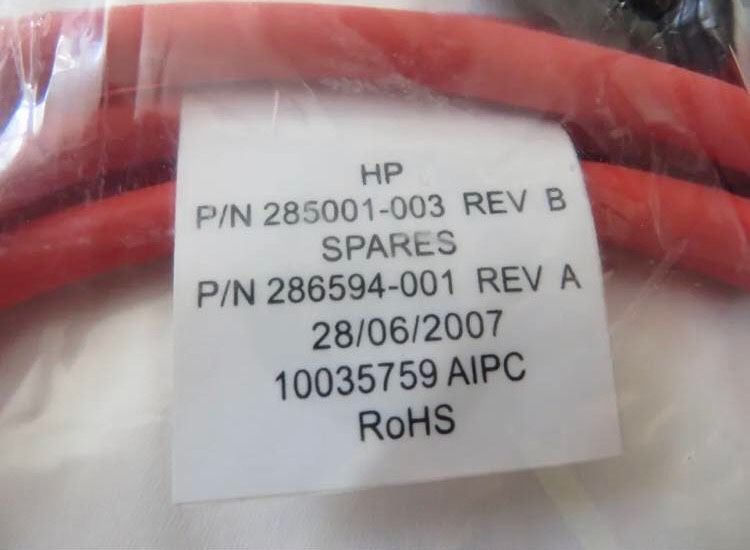 HP
P/N 285001-003 REV B
SPARES
P/N 286594-001 REV A
28/06/2007
10035759 AIPC
RoHS